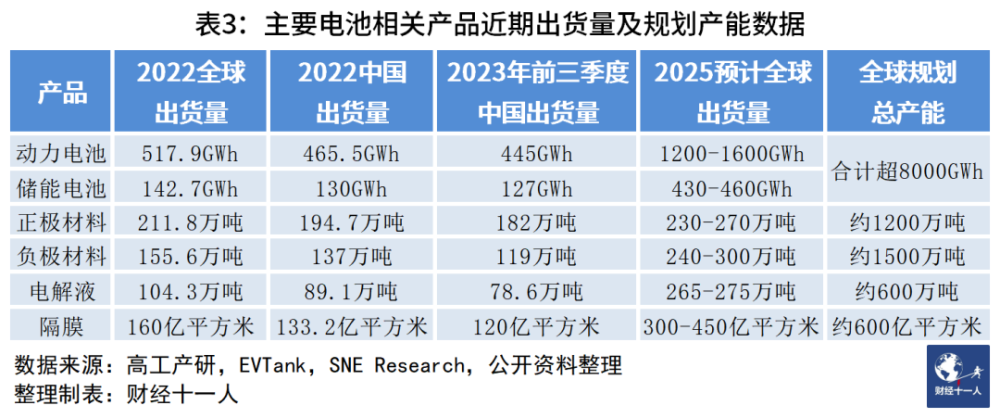 表3：主要电池相关产品近期出货量及规划产能数据
产品 2022全球出货量 2022中国出货量 2023年前三季度中国出货量 2025预计全球出货量 全球规划总产能
动力电池 517.9GWh 465.5GWh 445GWh 1200-1600GWh 合计超8000GWh
储能电池 142.7GWh 130GWh 127GWh 430-460GWh
正极材料 211.8万吨 194.7万吨 182万吨 230-270万吨 约1200万吨
负极材料 155.6万吨 137万吨 119万吨 240-300万吨 约1500万吨
电解液 104.3万吨 89.1万吨 78.6万吨 265-275万吨 约600万吨
隔膜 160亿平方米 133.2亿平方米 120亿平方米 300-450亿平方米 约600亿平方米
数据来源：高工产研，EVTank，SNE Research，公开资料整理
整理制表：财经十一人
财经十一人